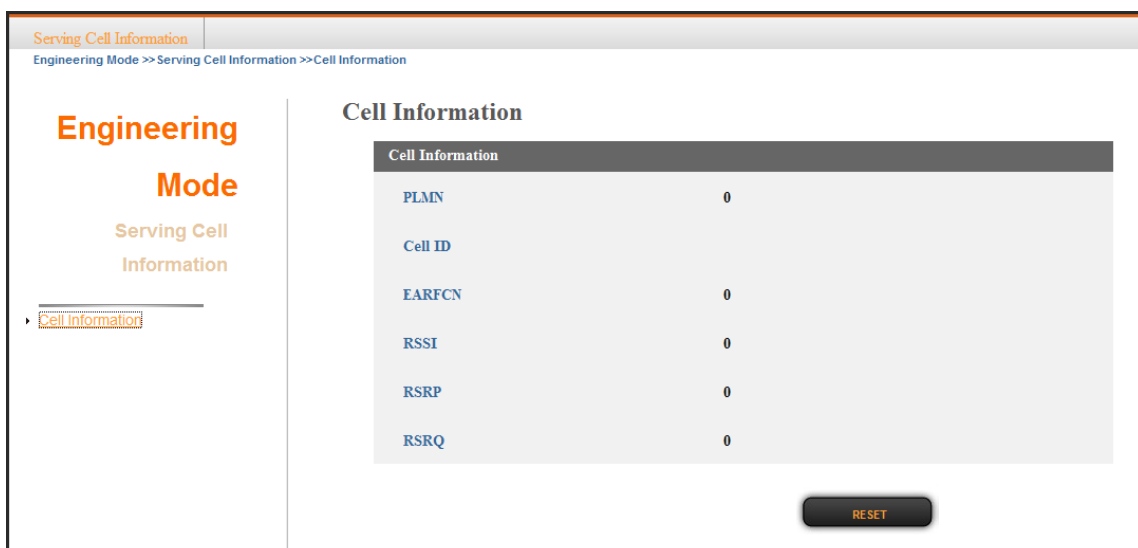 Serving Cell Information
Engineering Mode >> Serving Cell Information >>Cell Information
Engineering
Mode
Serving Cell
Information
Cell Information
Cell Information
Cell Information
PLMN 0
Cell ID
EARFCN 0
RSSI 0
RSRP 0
RSRQ 0
RESET